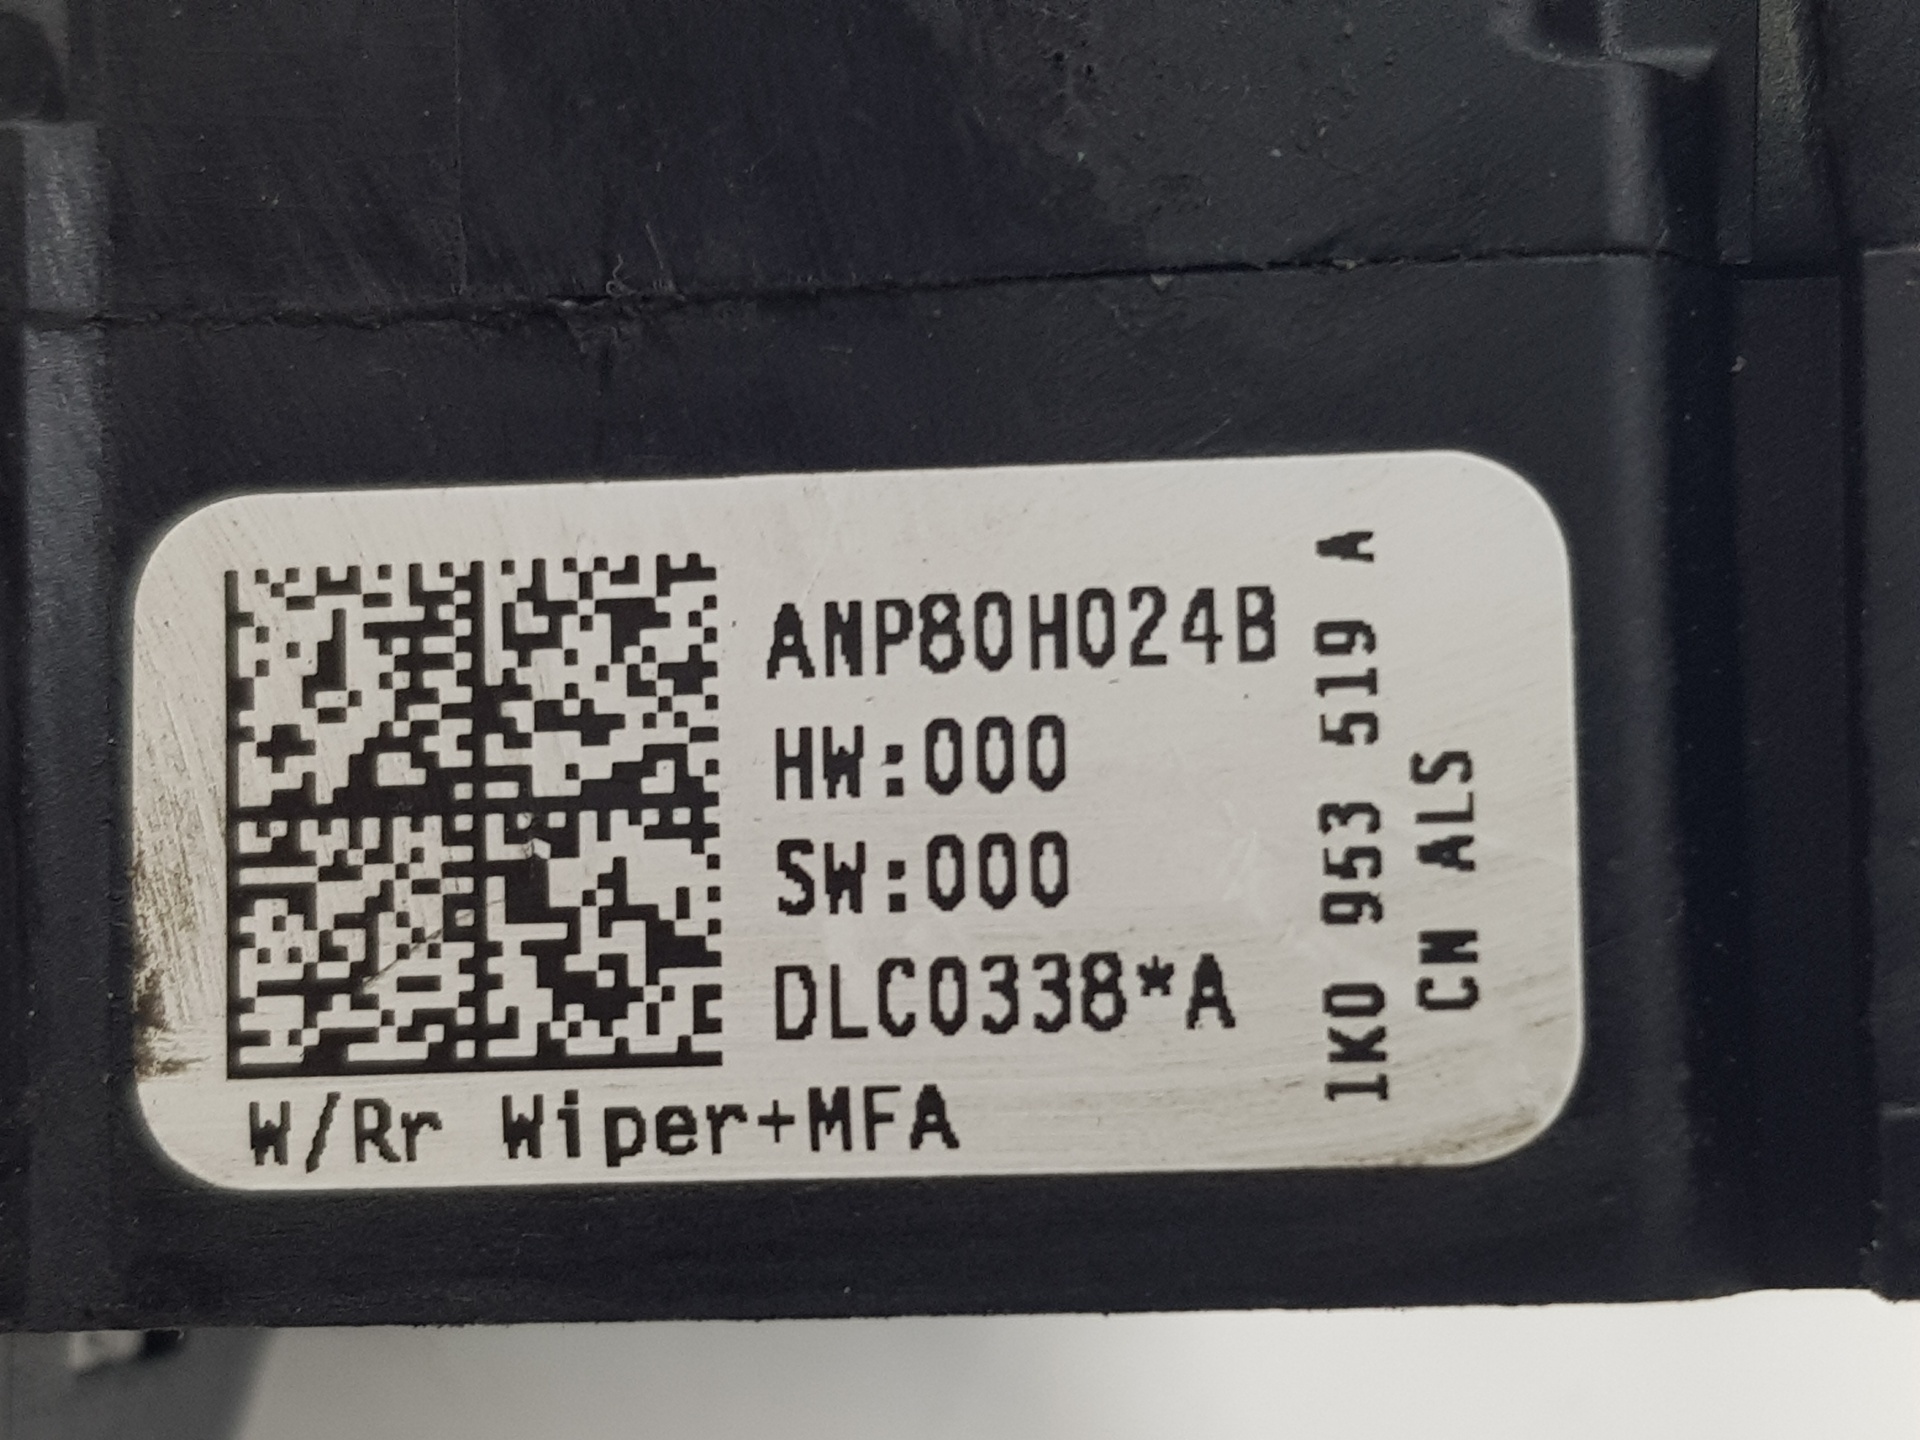 ANP80H024B
HW:000
SW:000
DLC0338*A
W/Rr Wiper+MFA
1K0 953 519 A
CN ALS